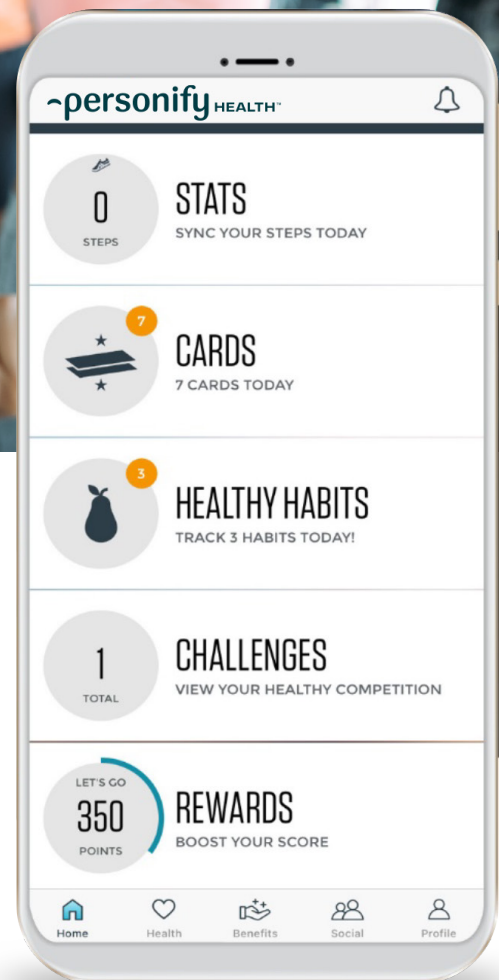 personify HEALTH™
0
STEPS
STATS
SYNC YOUR STEPS TODAY
7
CARDS
7 CARDS TODAY
3
HEALTHY HABITS
TRACK 3 HABITS TODAY!
1
TOTAL
CHALLENGES
VIEW YOUR HEALTHY COMPETITION
LET'S GO
350
POINTS
REWARDS
BOOST YOUR SCORE
Home Health Benefits Social Profile